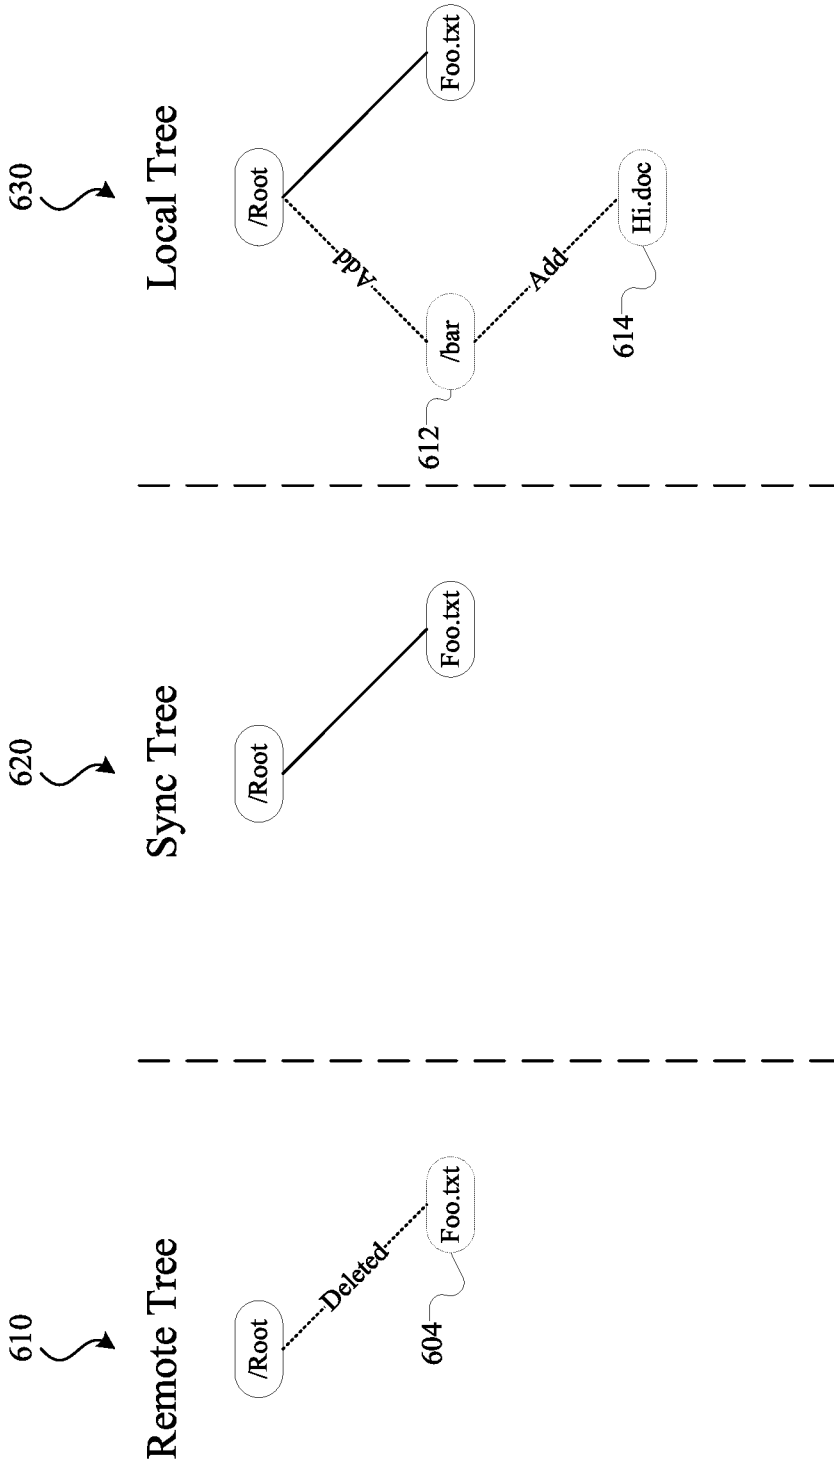 610
620
630
Remote Tree
Sync Tree
Local Tree
/Root
/Root
/Root
Deleted
Add
604
Foo.txt
Foo.txt
612
/bar
Foo.txt
Add
614
Hi.doc